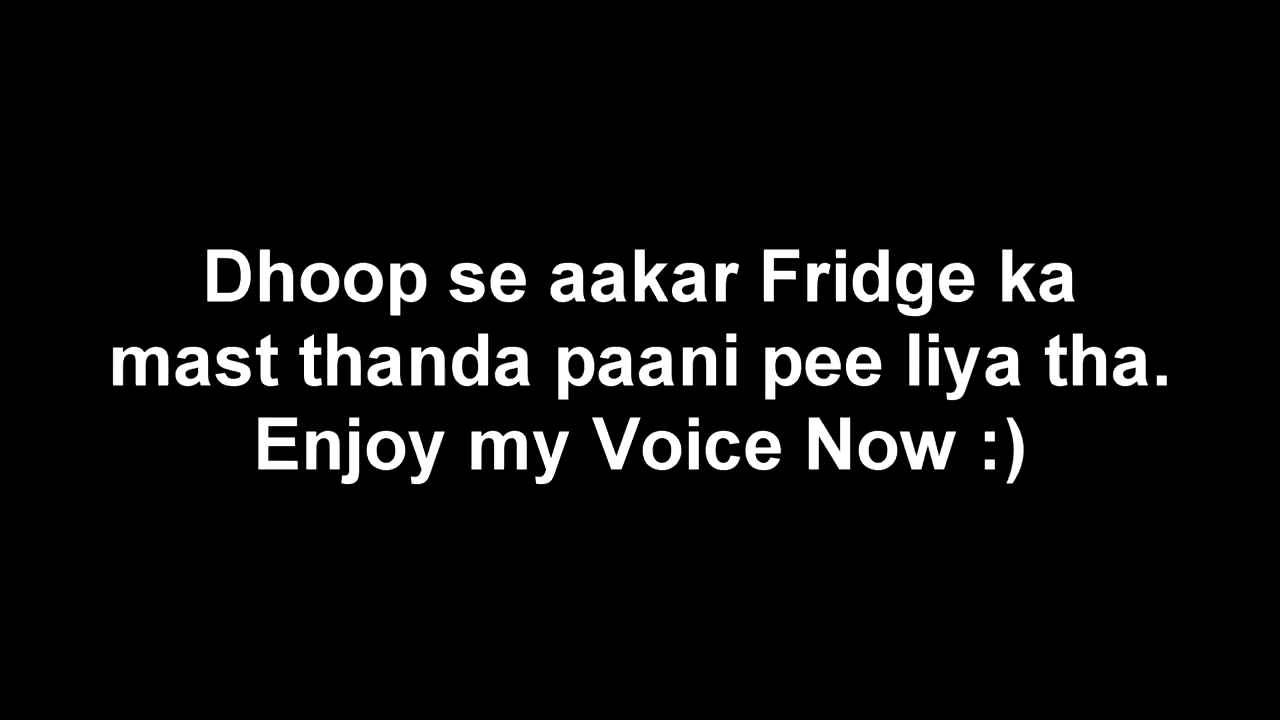 Dhoop se aakar Fridge ka
mast thanda paani pee liya tha.
Enjoy my Voice Now :)